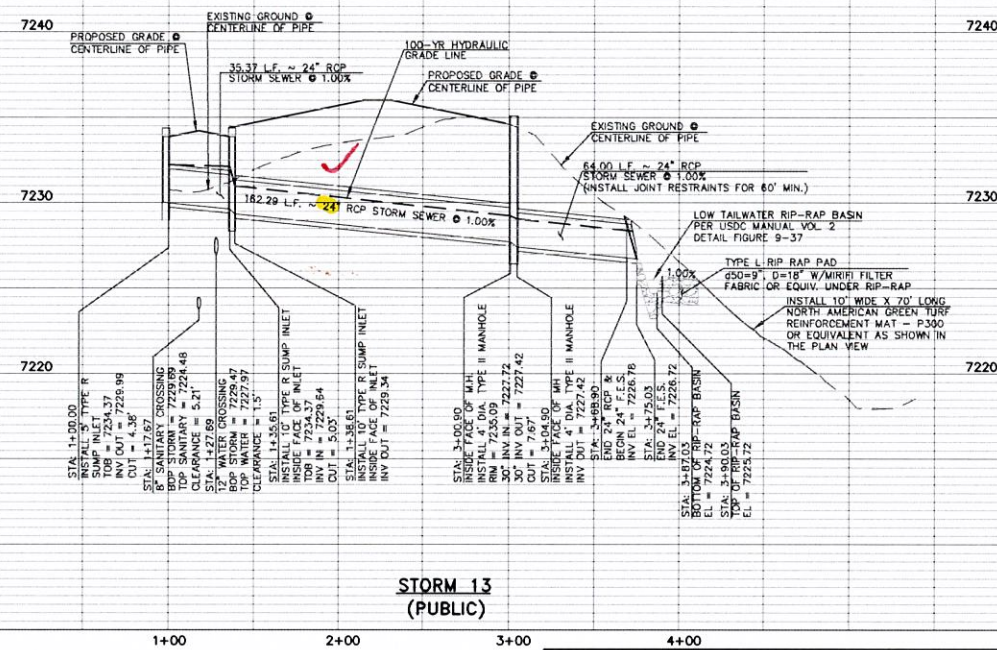 7240
7240
EXISTING GROUND @
CENTERLINE OF PIPE
PROPOSED GRADE @
CENTERLINE OF PIPE
100-YR HYDRAULIC
GRADE LINE
35.37 L.F. ~ 24" RCP
STORM SEWER @ 1.00%
PROPOSED GRADE @
CENTERLINE OF PIPE
EXISTING GROUND @
CENTERLINE OF PIPE
64.00 L.F. ~ 24" RCP
STORM SEWER @ 1.00%
(INSTALL JOINT RESTRAINTS FOR 60' MIN.)
7230
7230
162.29 L.F. ~ 24" RCP STORM SEWER @ 1.00%
LOW TAILWATER RIP-RAP BASIN
PER USDC MANUAL VOL 2
DETAIL FIGURE 9-37
1.00%
TYPE L RIP RAP PAD
d50=9", D=18" W/MIRIFI FILTER
FABRIC OR EQUIV. UNDER RIP-RAP
INSTALL 10' WIDE X 70' LONG
NORTH AMERICAN GREEN TURF
REINFORCEMENT MAT - P300
OR EQUIVALENT AS SHOWN IN
THE PLAN VIEW
7220
7220
STA: 1+00.00
INSTALL 5' TYPE R
SUMP INLET
TOB = 7234.37
INV OUT = 7229.99
CUT = 4.38'
STA: 1+17.67
8" SANITARY CROSSING
BOP STORM = 7229.69
TOP SANITARY = 7224.48
CLEARANCE = 5.21'
STA: 1+27.69
12" WATER CROSSING
BOP STORM = 7229.47
TOP WATER = 7227.97
CLEARANCE = 1.5'
STA: 1+35.61
INSTALL 10' TYPE R SUMP INLET
INSIDE FACE OF INLET
TOB = 7234.37
INV IN = 7229.64
CUT = 5.03'
STA: 1+38.61
INSTALL 10' TYPE R SUMP INLET
INSIDE FACE OF INLET
INV OUT = 7229.34
STA: 3+00.90
INSIDE FACE OF M.H.
INSTALL 4' DIA. TYPE II MANHOLE
RIM = 7235.09
30" INV IN = 7227.72
30" INV OUT = 7227.42
CUT = 7.67'
STA: 3+04.90
INSIDE FACE OF MH
INSTALL 4' DIA. TYPE II MANHOLE
INV OUT = 7227.42
STA: 3+68.90
END 24" RCP &
BEGIN 24" F.E.S.
INV EL = 7226.78
STA: 3+75.03
END 24" F.E.S.
INV EL = 7226.72
STA: 3+87.03
BOTTOM OF RIP-RAP BASIN
EL = 7224.72
STA: 3+90.03
TOP OF RIP-RAP BASIN
EL = 7225.72
STORM 13
(PUBLIC)
1+00
2+00
3+00
4+00